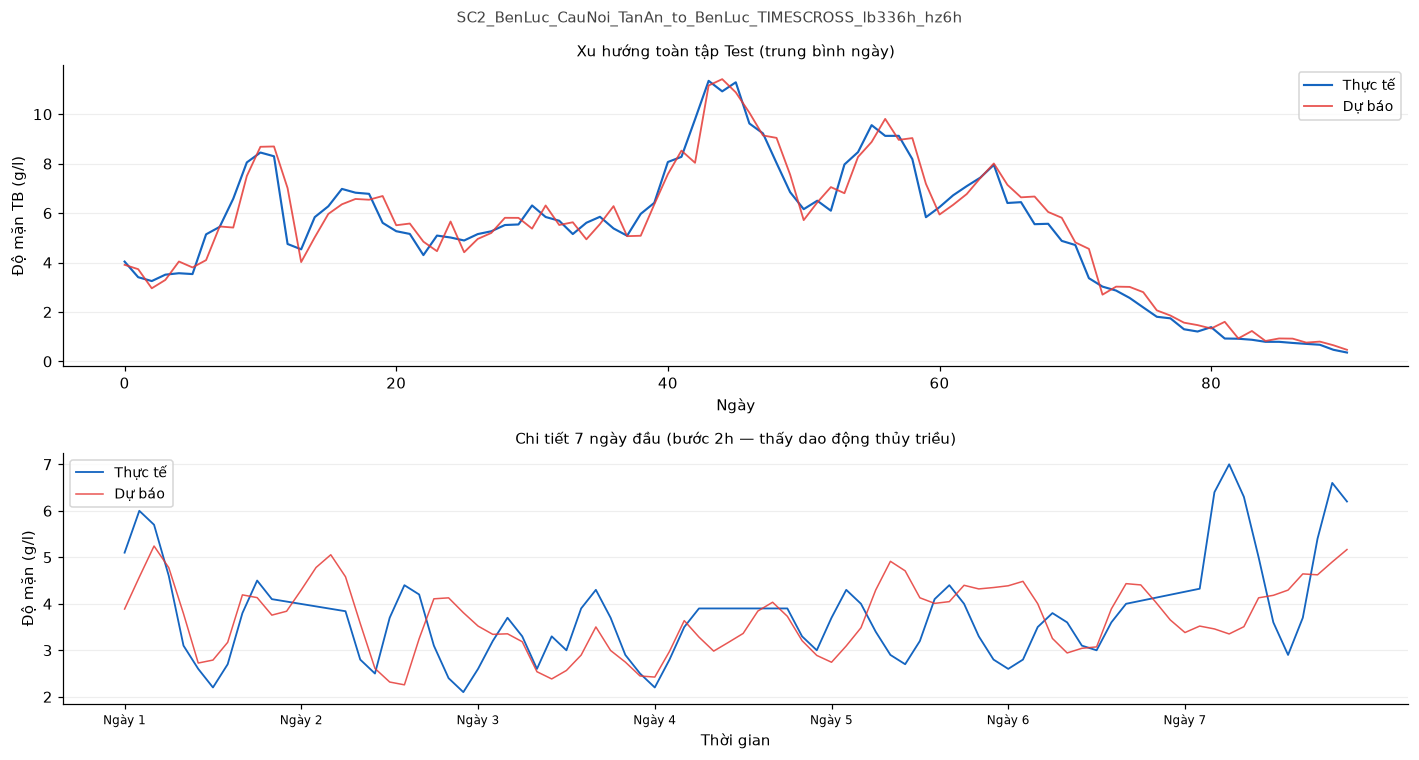 SC2_BenLuc_CauNoi_TanAn_to_BenLuc_TIMESCROSS_lb336h_hz6h
Xu hướng toàn tập Test (trung bình ngày)
Thực tế
Dự báo
Độ mặn TB (g/l)
10
8
6
4
2
0
0 20 40 60 80
Ngày
Chi tiết 7 ngày đầu (bước 2h — thấy dao động thủy triều)
Thực tế
Dự báo
Độ mặn (g/l)
7
6
5
4
3
2
Ngày 1 Ngày 2 Ngày 3 Ngày 4 Ngày 5 Ngày 6 Ngày 7
Thời gian